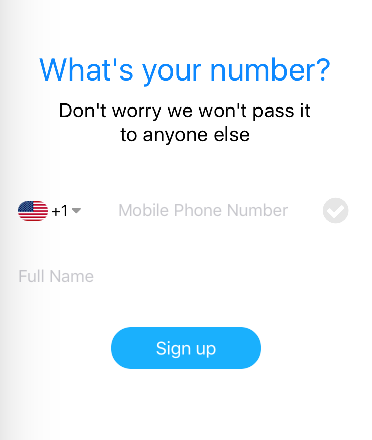 What's your number?
Don't worry we won't pass it
to anyone else
+1 Mobile Phone Number
Full Name
Sign up